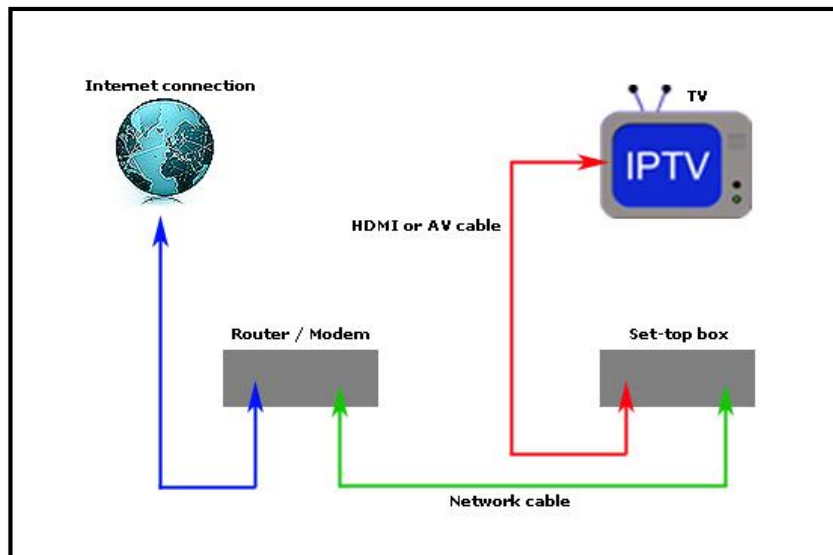 Internet connection
TV
IPTV
HDMI or AV cable
Router / Modem
Set-top box
Network cable